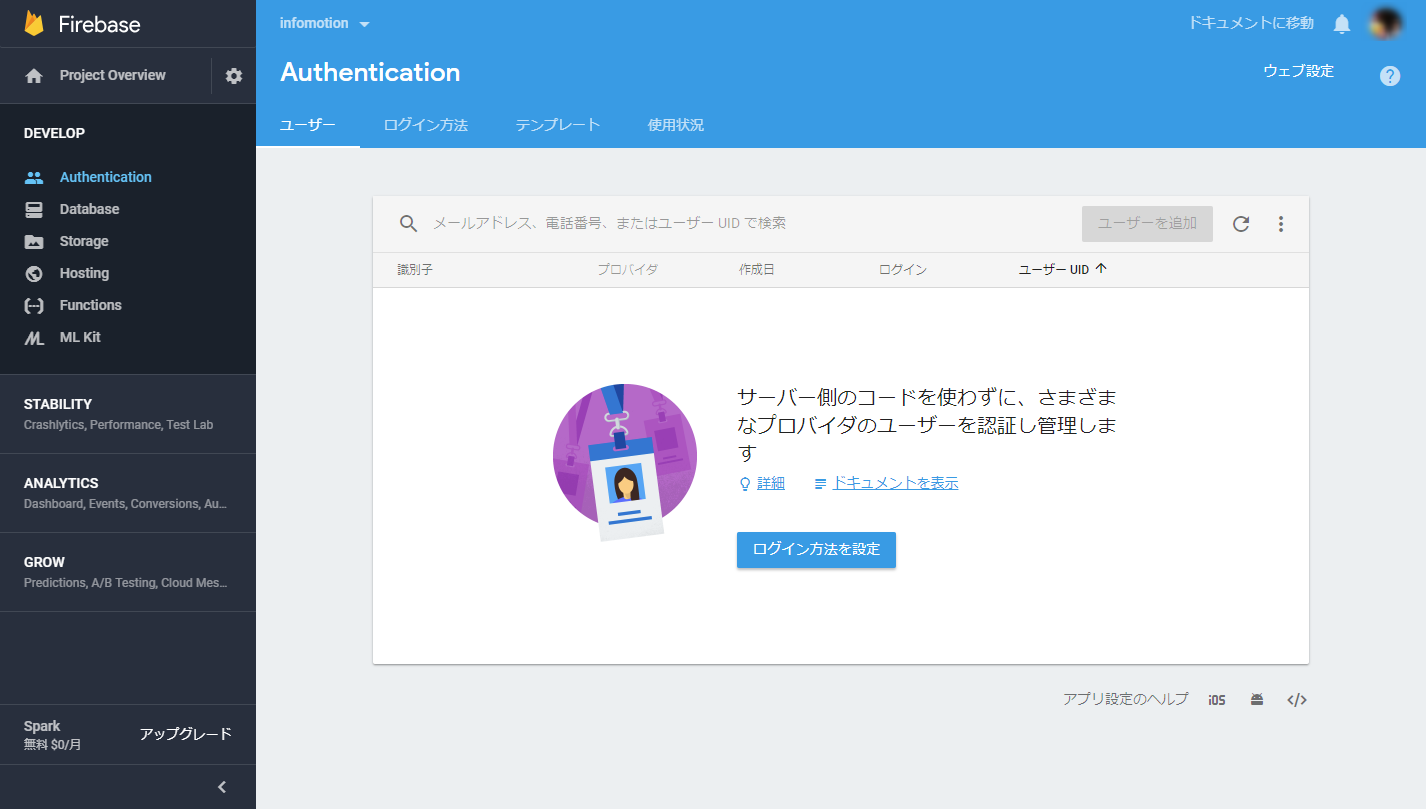 Firebase
Project Overview
DEVELOP
Authentication
Database
Storage
Hosting
Functions
ML Kit
STABILITY
Crashlytics, Performance, Test Lab
ANALYTICS
Dashboard, Events, Conversions, Au...
GROW
Predictions, A/B Testing, Cloud Mes...
Spark
無料 $0/月
アップグレード
infomotion
ドキュメントに移動
Authentication
ウェブ設定
ユーザー
ログイン方法
テンプレート
使用状況
メールアドレス、電話番号、またはユーザー UID で検索
ユーザーを追加
識別子 プロバイダ 作成日 ログイン ユーザー UID
サーバー側のコードを使わずに、さまざま
なプロバイダのユーザーを認証し管理しま
す
詳細 ドキュメントを表示
ログイン方法を設定
アプリ設定のヘルプ iOS